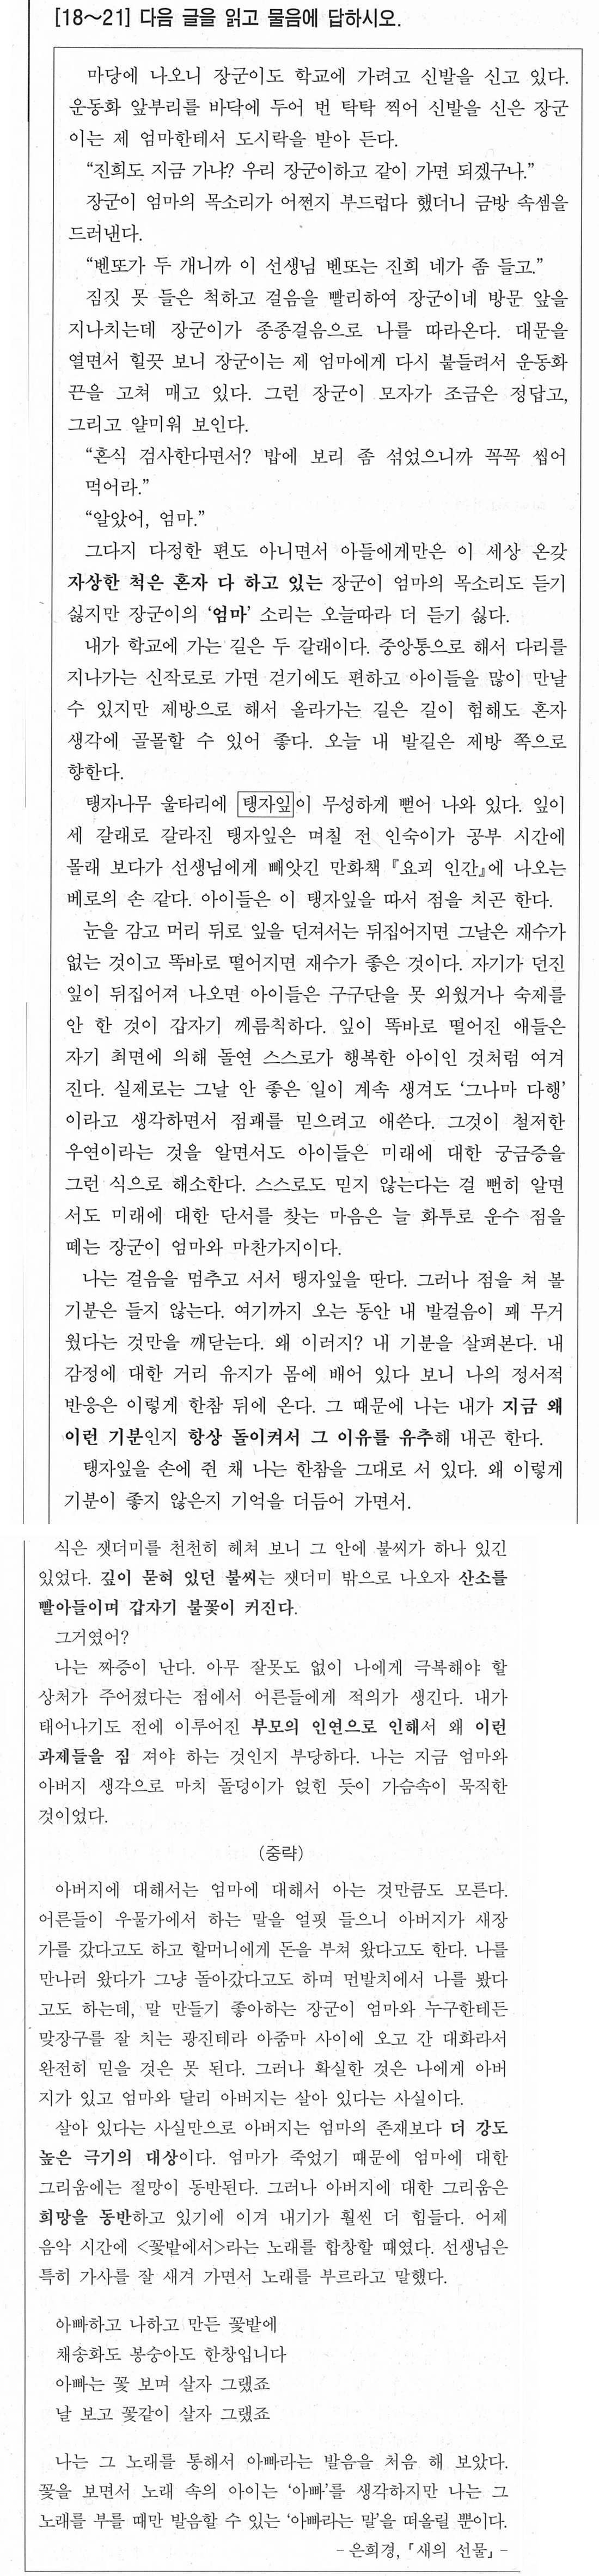 [18~21] 다음 글을 읽고 물음에 답하시오.
마당에 나오니 장군이도 학교에 가려고 신발을 신고 있다.
운동화 앞부리를 바닥에 두어 번 탁탁 찍어 신발을 신은 장군
이는 제 엄마한테서 도시락을 받아 든다.
“진희도 지금 가냐? 우리 장군이하고 같이 가면 되겠구나.”
장군이 엄마의 목소리가 어쩐지 부드럽다 했더니 금방 속셈을
드러낸다.
“벤또가 두 개니까 이 선생님 벤또는 진희 네가 좀 들고.”
짐짓 못 들은 척하고 걸음을 빨리하여 장군이네 방문 앞을
지나치는데 장군이가 종종걸음으로 나를 따라온다. 대문을
열면서 힐끗 보니 장군이는 제 엄마에게 다시 붙들려서 운동화
끈을 고쳐 매고 있다. 그런 장군이 모자가 조금은 정답고,
그리고 얄미워 보인다.
“혼식 검사한다면서? 밥에 보리 좀 섞었으니까 꼭꼭 씹어
먹어라.”
“알았어, 엄마.”
그다지 다정한 편도 아니면서 아들에게만은 이 세상 온갖
자상한 척은 혼자 다 하고 있는 장군이 엄마의 목소리도 듣기
싫지만 장군이의 ‘엄마’ 소리는 오늘따라 더 듣기 싫다.
내가 학교에 가는 길은 두 갈래이다. 중앙통으로 해서 다리를
지나가는 신작로로 가면 걷기에도 편하고 아이들을 많이 만날
수 있지만 제방으로 해서 올라가는 길은 길이 험해도 혼자
생각에 골몰할 수 있어 좋다. 오늘 내 발길은 제방 쪽으로
향한다.
탱자나무 울타리에 탱자잎이 무성하게 뻗어 나와 있다. 잎이
세 갈래로 갈라진 탱자잎은 며칠 전 인숙이가 공부 시간에
몰래 보다가 선생님에게 빼앗긴 만화책 『요괴 인간』에 나오는
베로의 손 같다. 아이들은 이 탱자잎을 따서 점을 치곤 한다.
눈을 감고 머리 뒤로 잎을 던져서는 뒤집어지면 그날은 재수가
없는 것이고 똑바로 떨어지면 재수가 좋은 것이다. 자기가 던진
잎이 뒤집어져 나오면 아이들은 구구단을 못 외웠거나 숙제를
안 한 것이 갑자기 께름칙하다. 잎이 똑바로 떨어진 애들은
자기 최면에 의해 돌연 스스로가 행복한 아이인 것처럼 여겨
진다. 실제로는 그날 안 좋은 일이 계속 생겨도 ‘그나마 다행’
이라고 생각하면서 점괘를 믿으려고 애쓴다. 그것이 철저한
우연이라는 것을 알면서도 아이들은 미래에 대한 궁금증을
그런 식으로 해소한다. 스스로도 믿지 않는다는 걸 뻔히 알면
서도 미래에 대한 단서를 찾는 마음은 늘 화투로 운수 점을
떼는 장군이 엄마와 마찬가지이다.
나는 걸음을 멈추고 서서 탱자잎을 딴다. 그러나 점을 쳐 볼
기분은 들지 않는다. 여기까지 오는 동안 내 발걸음이 꽤 무거
웠다는 것만을 깨닫는다. 왜 이러지? 내 기분을 살펴본다. 내
감정에 대한 거리 유지가 몸에 배어 있다 보니 나의 정서적
반응은 이렇게 한참 뒤에 온다. 그 때문에 나는 내가 지금 왜
이런 기분인지 항상 돌이켜서 그 이유를 유추해 내곤 한다.
탱자잎을 손에 쥔 채 나는 한참을 그대로 서 있다. 왜 이렇게
기분이 좋지 않은지 기억을 더듬어 가면서.
식은 잿더미를 천천히 헤쳐 보니 그 안에 불씨가 하나 있긴
있었다. 깊이 묻혀 있던 불씨는 잿더미 밖으로 나오자 산소를
빨아들이며 갑자기 불꽃이 커진다.
그거였어?
나는 짜증이 난다. 아무 잘못도 없이 나에게 극복해야 할
상처가 주어졌다는 점에서 어른들에게 적의가 생긴다. 내가
태어나기도 전에 이루어진 부모의 인연으로 인해서 왜 이런
과제들을 짐 져야 하는 것인지 부당하다. 나는 지금 엄마와
아버지 생각으로 마치 돌덩이가 얹힌 듯이 가슴속이 묵직한
것이었다.
(중략)
아버지에 대해서는 엄마에 대해서 아는 것만큼도 모른다.
어른들이 우물가에서 하는 말을 얼핏 들으니 아버지가 새장
가를 갔다고도 하고 할머니에게 돈을 부쳐 왔다고도 한다. 나를
만나러 왔다가 그냥 돌아갔다고도 하며 먼발치에서 나를 봤다
고도 하는데, 말 만들기 좋아하는 장군이 엄마와 누구한테든
맞장구를 잘 치는 광진테라 아줌마 사이에 오고 간 대화라서
완전히 믿을 것은 못 된다. 그러나 확실한 것은 나에게 아버
지가 있고 엄마와 달리 아버지는 살아 있다는 사실이다.
살아 있다는 사실만으로 아버지는 엄마의 존재보다 더 강도
높은 극기의 대상이다. 엄마가 죽었기 때문에 엄마에 대한
그리움에는 절망이 동반된다. 그러나 아버지에 대한 그리움은
희망을 동반하고 있기에 이겨 내기가 훨씬 더 힘들다. 어제
음악 시간에 <꽃밭에서>라는 노래를 합창할 때였다. 선생님은
특히 가사를 잘 새겨 가면서 노래를 부르라고 말했다.
아빠하고 나하고 만든 꽃밭에
채송화도 봉숭아도 한창입니다
아빠는 꽃 보며 살자 그랬죠
날 보고 꽃같이 살자 그랬죠
나는 그 노래를 통해서 아빠라는 발음을 처음 해 보았다.
꽃을 보면서 노래 속의 아이는 ‘아빠’를 생각하지만 나는 그
노래를 부를 때만 발음할 수 있는 ‘아빠라는 말’을 떠올릴 뿐이다.
- 은희경, 「새의 선물」 -